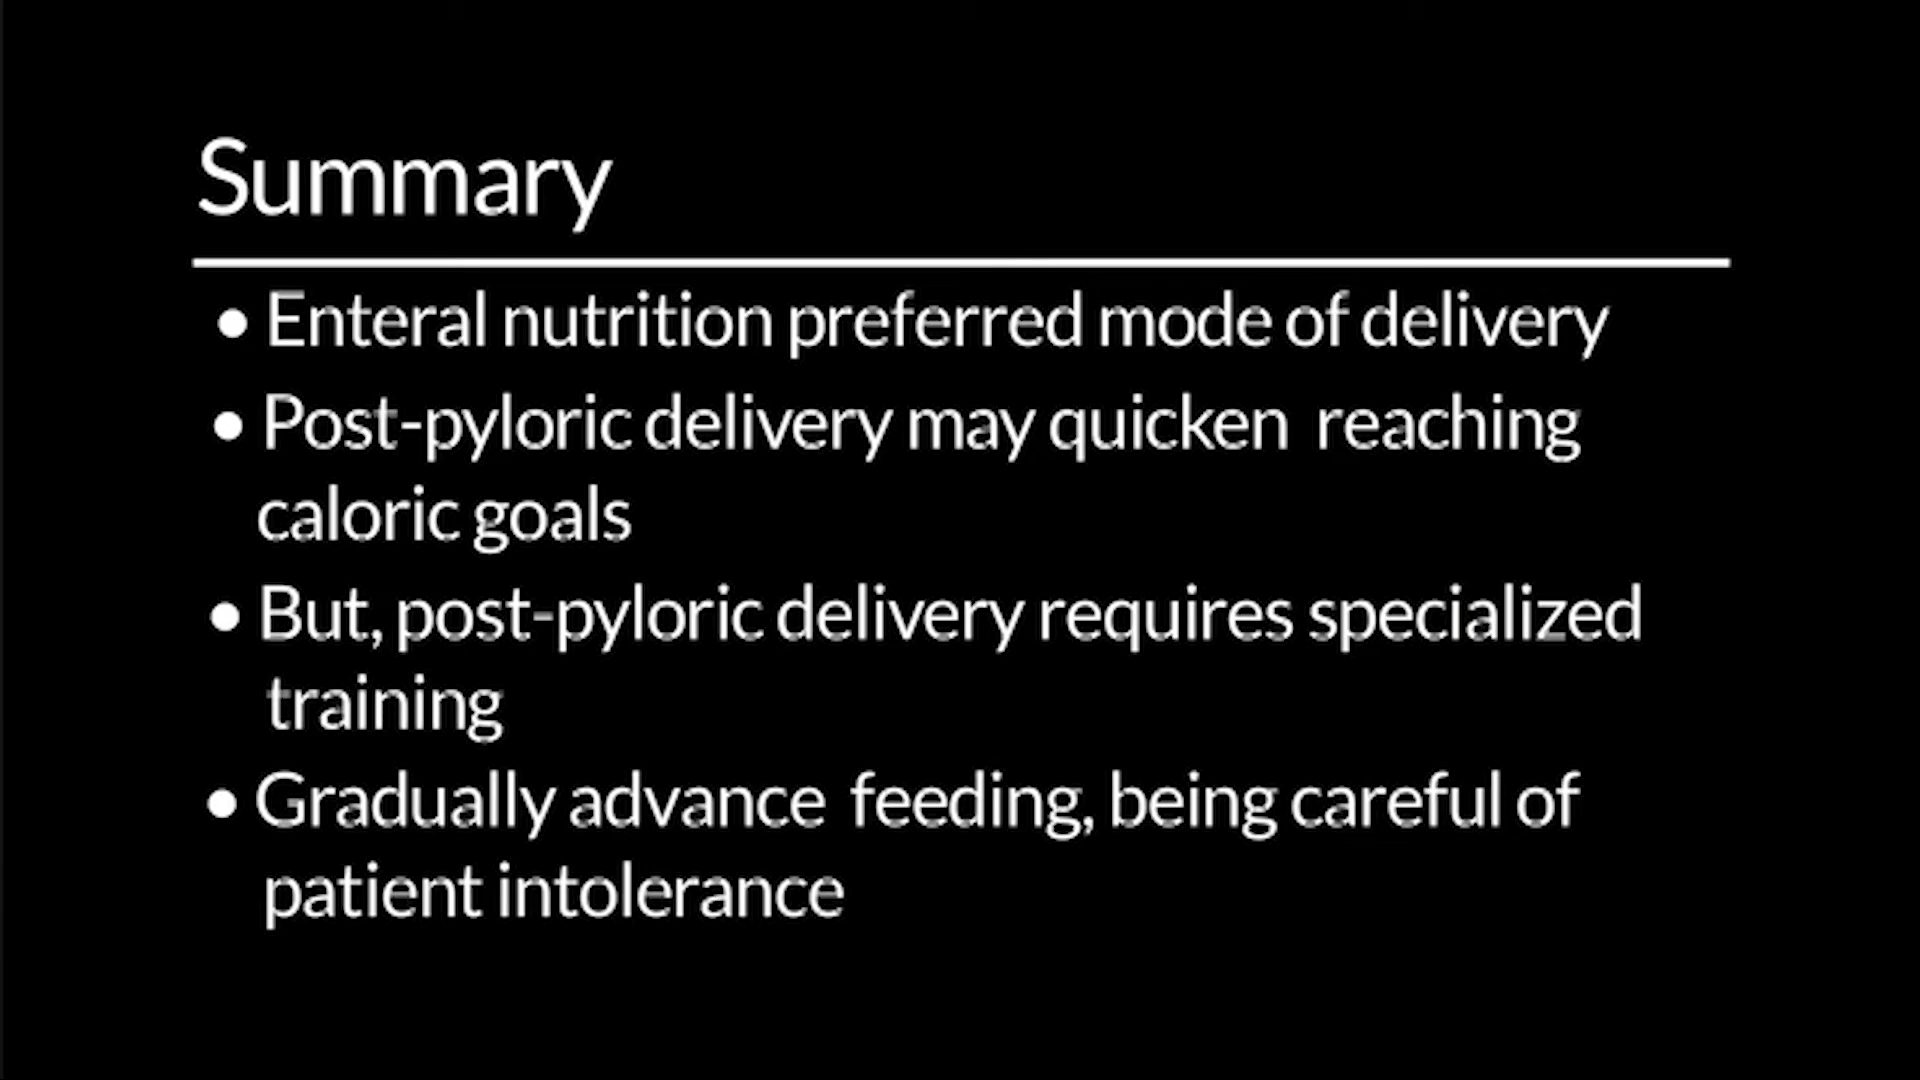 Summary
• Enteral nutrition preferred mode of delivery
• Post-pyloric delivery may quicken reaching
caloric goals
• But, post-pyloric delivery requires specialized
training
• Gradually advance feeding, being careful of
patient intolerance